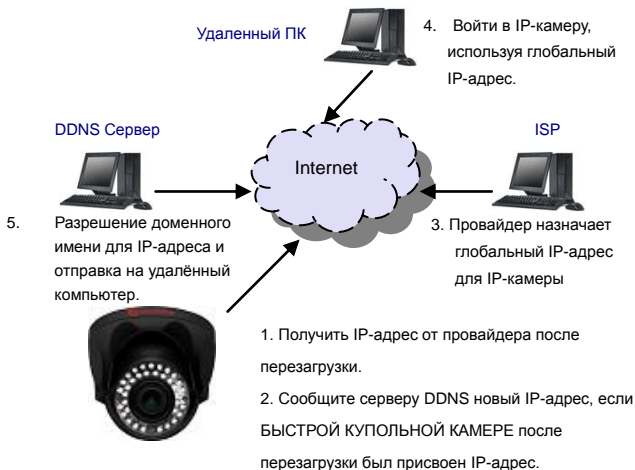 Удаленный ПК
4. Войти в IP-камеру,
используя глобальный
IP-адрес.
DDNS Сервер
ISP
Internet
5. Разрешение доменного
имени для IP-адреса и
отправка на удалённый
компьютер.
3. Провайдер назначает
глобальный IP-адрес
для IP-камеры
1. Получить IP-адрес от провайдера после
перезагрузки.
2. Сообщите серверу DDNS новый IP-адрес, если
БЫСТРОЙ КУПОЛЬНОЙ КАМЕРЕ после
перезагрузки был присвоен IP-адрес.